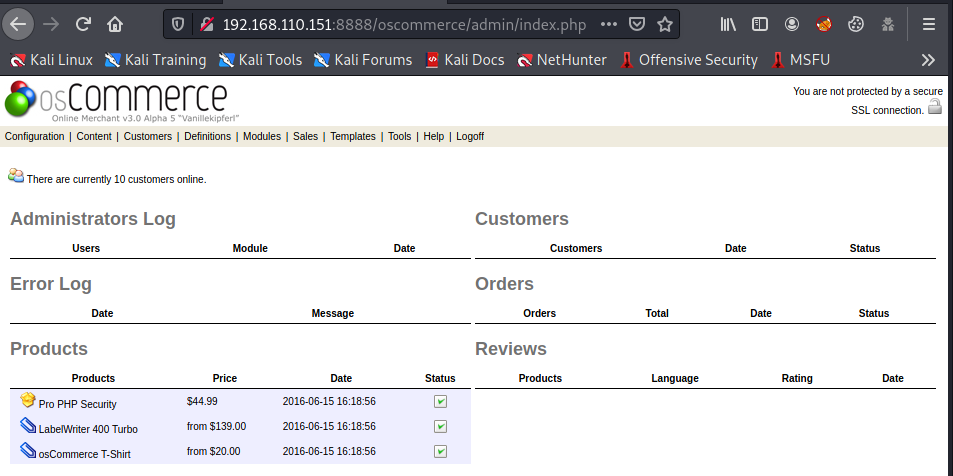 192.168.110.151:8888/oscommerce/admin/index.php
Kali Linux Kali Training Kali Tools Kali Forums Kali Docs NetHunter Offensive Security MSFU
osCommerce
Online Merchant v3.0 Alpha 5 "Vanillekipferl"
You are not protected by a secure
SSL connection.
Configuration | Content | Customers | Definitions | Modules | Sales | Templates | Tools | Help | Logoff
There are currently 10 customers online.
Administrators Log
Users Module Date
Customers
Customers Date Status
Error Log
Date Message
Orders
Orders Total Date Status
Products
Products Price Date Status
Pro PHP Security $44.99 2016-06-15 16:18:56
LabelWriter 400 Turbo from $139.00 2016-06-15 16:18:56
osCommerce T-Shirt from $20.00 2016-06-15 16:18:56
Reviews
Products Language Rating Date